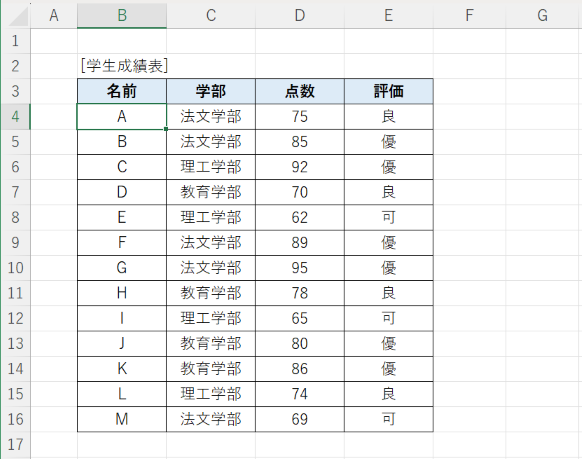 A B C D E F G
1
2 [学生成績表]
3 名前 学部 点数 評価
4 A 法文学部 75 良
5 B 法文学部 85 優
6 C 理工学部 92 優
7 D 教育学部 70 良
8 E 理工学部 62 可
9 F 法文学部 89 優
10 G 法文学部 95 優
11 H 教育学部 78 良
12 I 理工学部 65 可
13 J 教育学部 80 優
14 K 教育学部 86 優
15 L 理工学部 74 良
16 M 法文学部 69 可
17